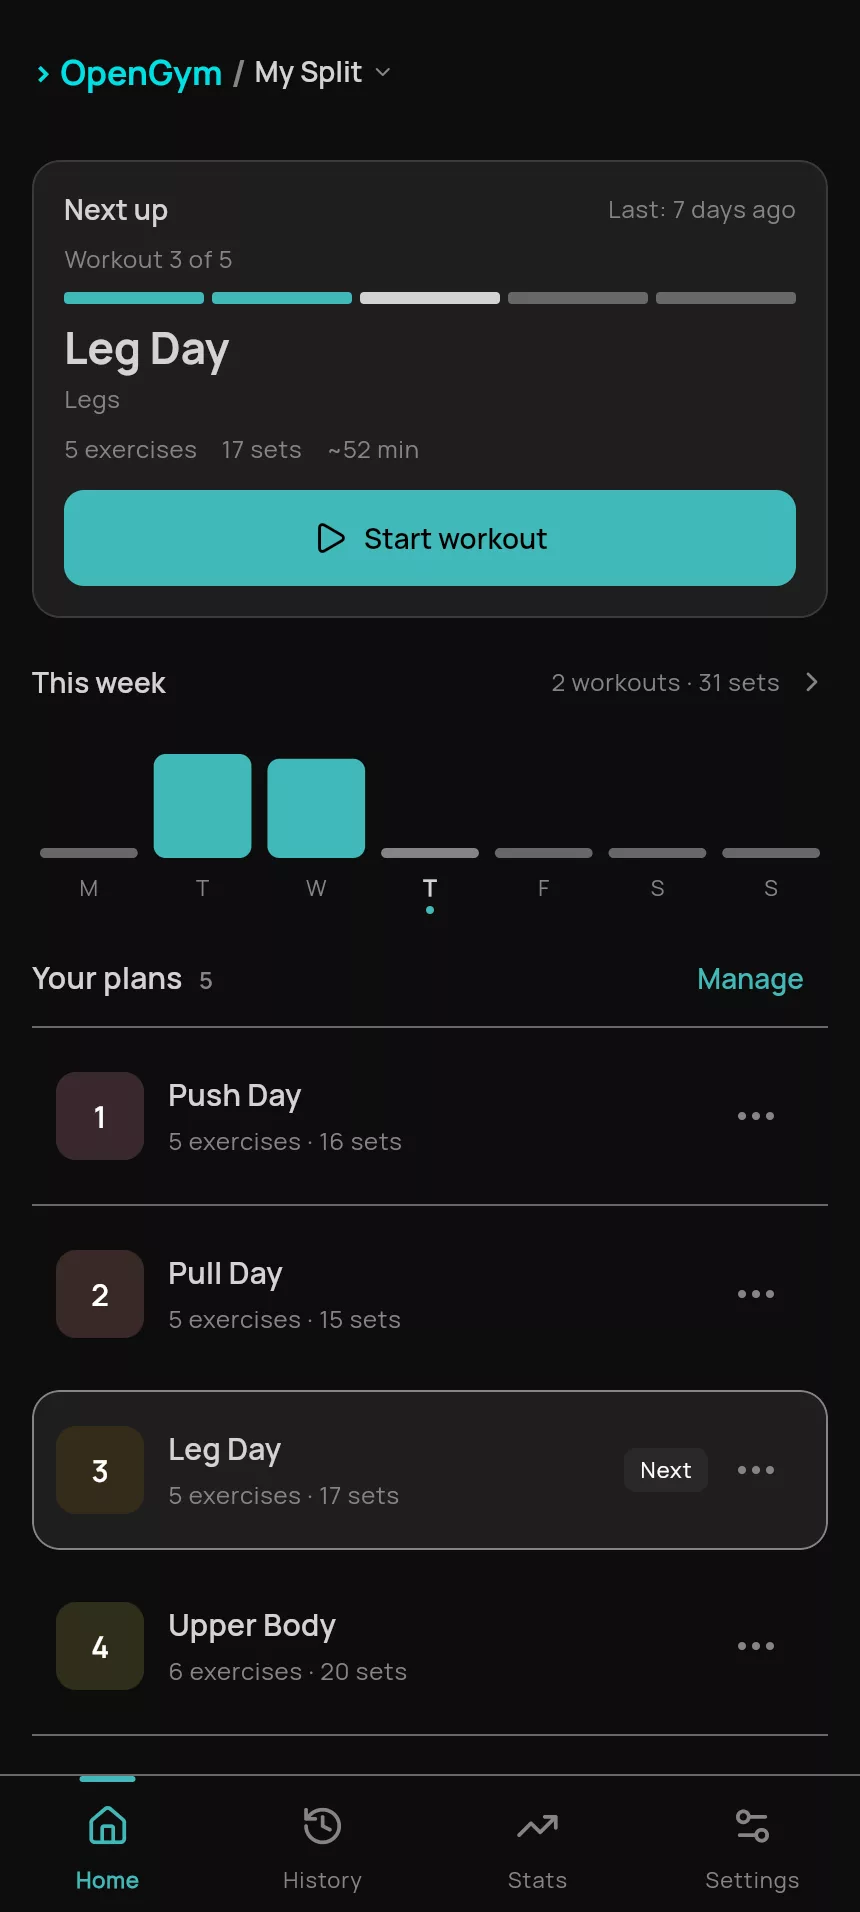 OpenGym / My Split
Next up
Last: 7 days ago
Workout 3 of 5
Leg Day
Legs
5 exercises 17 sets ~52 min
Start workout
This week
2 workouts · 31 sets
M T W T F S S
Your plans 5
Manage
1
Push Day
5 exercises · 16 sets
2
Pull Day
5 exercises · 15 sets
3
Leg Day
5 exercises · 17 sets
Next
4
Upper Body
6 exercises · 20 sets
Home History Stats Settings